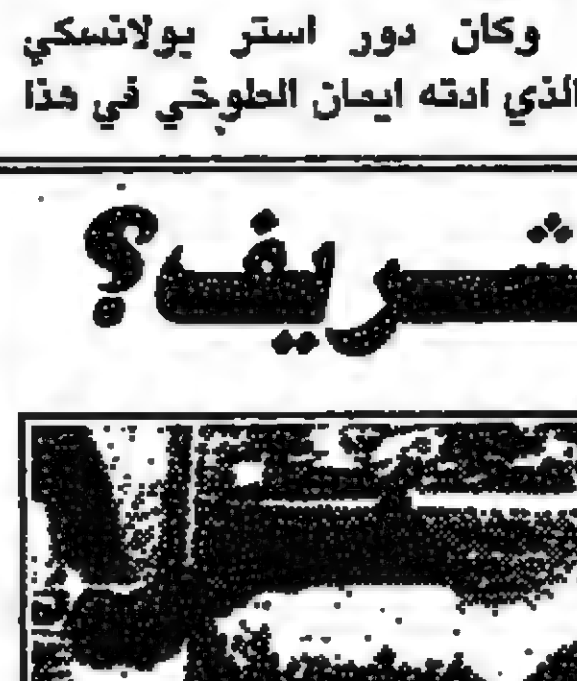 وكان دور استر بولانسكي
الذي ادته ايمان الطوخي في هذا
شريف؟